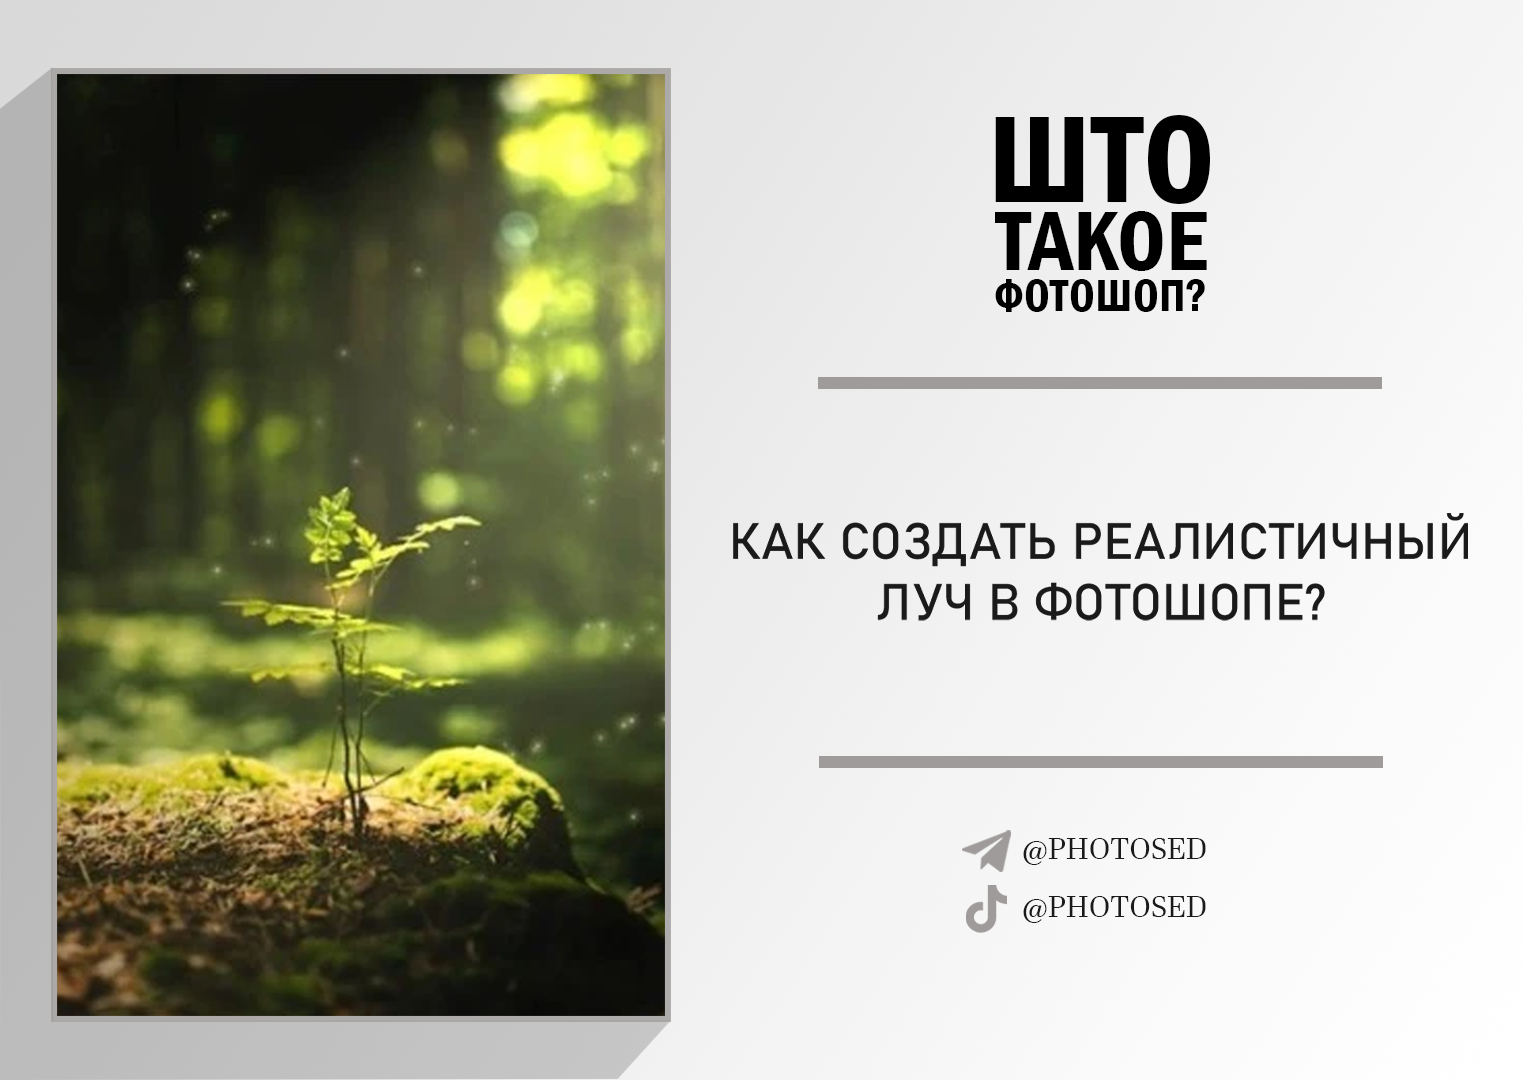 ШТО
ТАКОЕ
ФОТОШОП?
КАК СОЗДАТЬ РЕАЛИСТИЧНЫЙ
ЛУЧ В ФОТОШОПЕ?
@PHOTOSED
@PHOTOSED